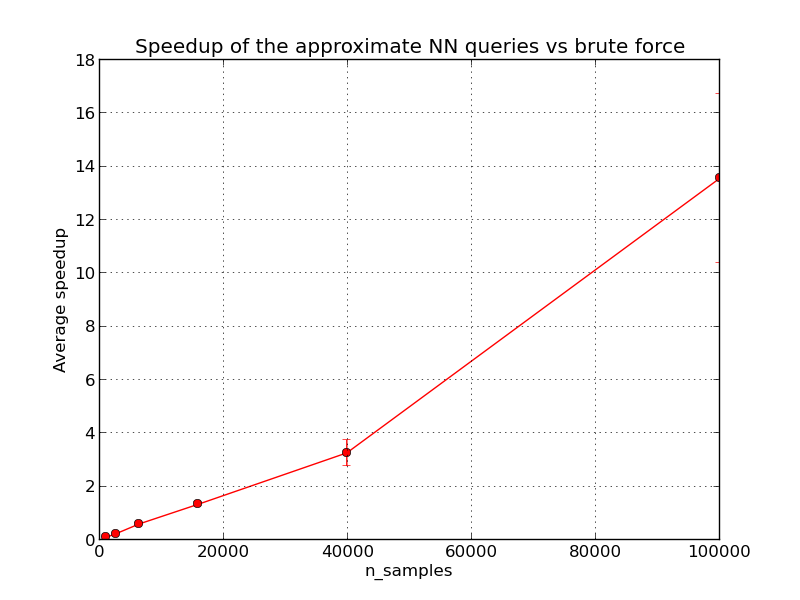 Speedup of the approximate NN queries vs brute force
18
16
14
12
10
8
6
4
2
0
Average speedup
0 20000 40000 60000 80000 100000
n_samples